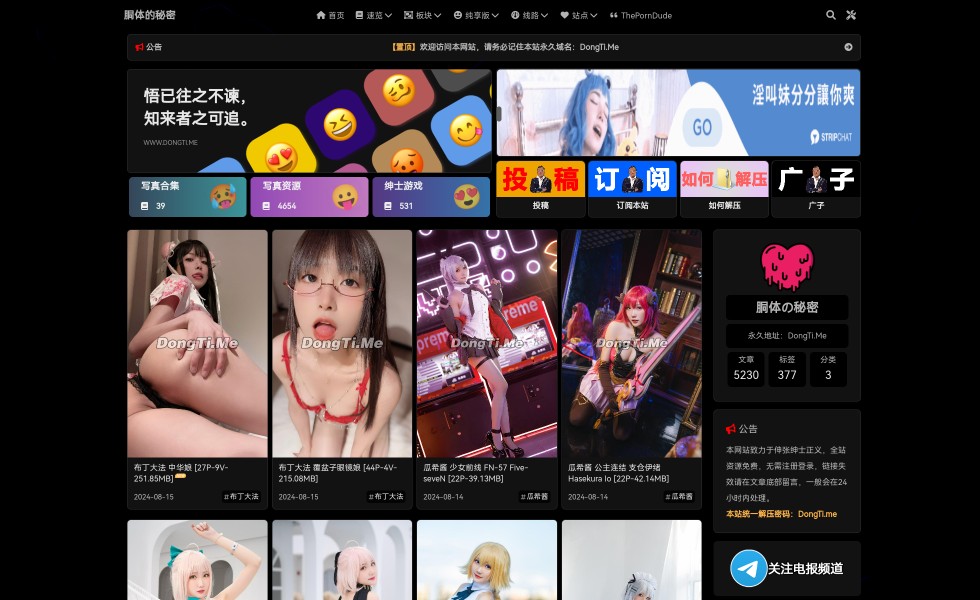 胴体的秘密
首页 速览 板块 纯享版 线路 站点 ThePornDude
公告
【置顶】欢迎访问本网站，请务必记住本站永久域名：DongTi.Me
悟已往之不谏，
知来者之可追。
WWW.DONGTI.ME
淫叫妹分分讓你爽
GO
STRIPCHAT
写真合集
39
写真资源
4654
绅士游戏
531
投稿
订阅
如何解压
广子
投稿
订阅本站
如何解压
广子
DongTi.Me
DongTi.Me
DongTi.Me
DongTi.Me
布丁大法 中华娘 [27P-9V-
251.85MB]
2024-08-15
#布丁大法
布丁大法 覆盆子眼镜娘 [44P-4V-
215.08MB]
2024-08-15
#布丁大法
瓜希酱 少女前线 FN-57 Five-
seveN [22P-39.13MB]
2024-08-14
#瓜希酱
瓜希酱 公主连结 支仓伊绪
Hasekura Io [22P-42.14MB]
2024-08-14
#瓜希酱
胴体の秘密
永久地址：DongTi.Me
文章 标签 分类
5230 377 3
公告
本网站致力于伸张绅士正义，全站
资源免费，无需注册登录，链接失
效请在文章底部留言，一般会在24
小时内处理。
本站统一解压密码：DongTi.me
关注电报频道